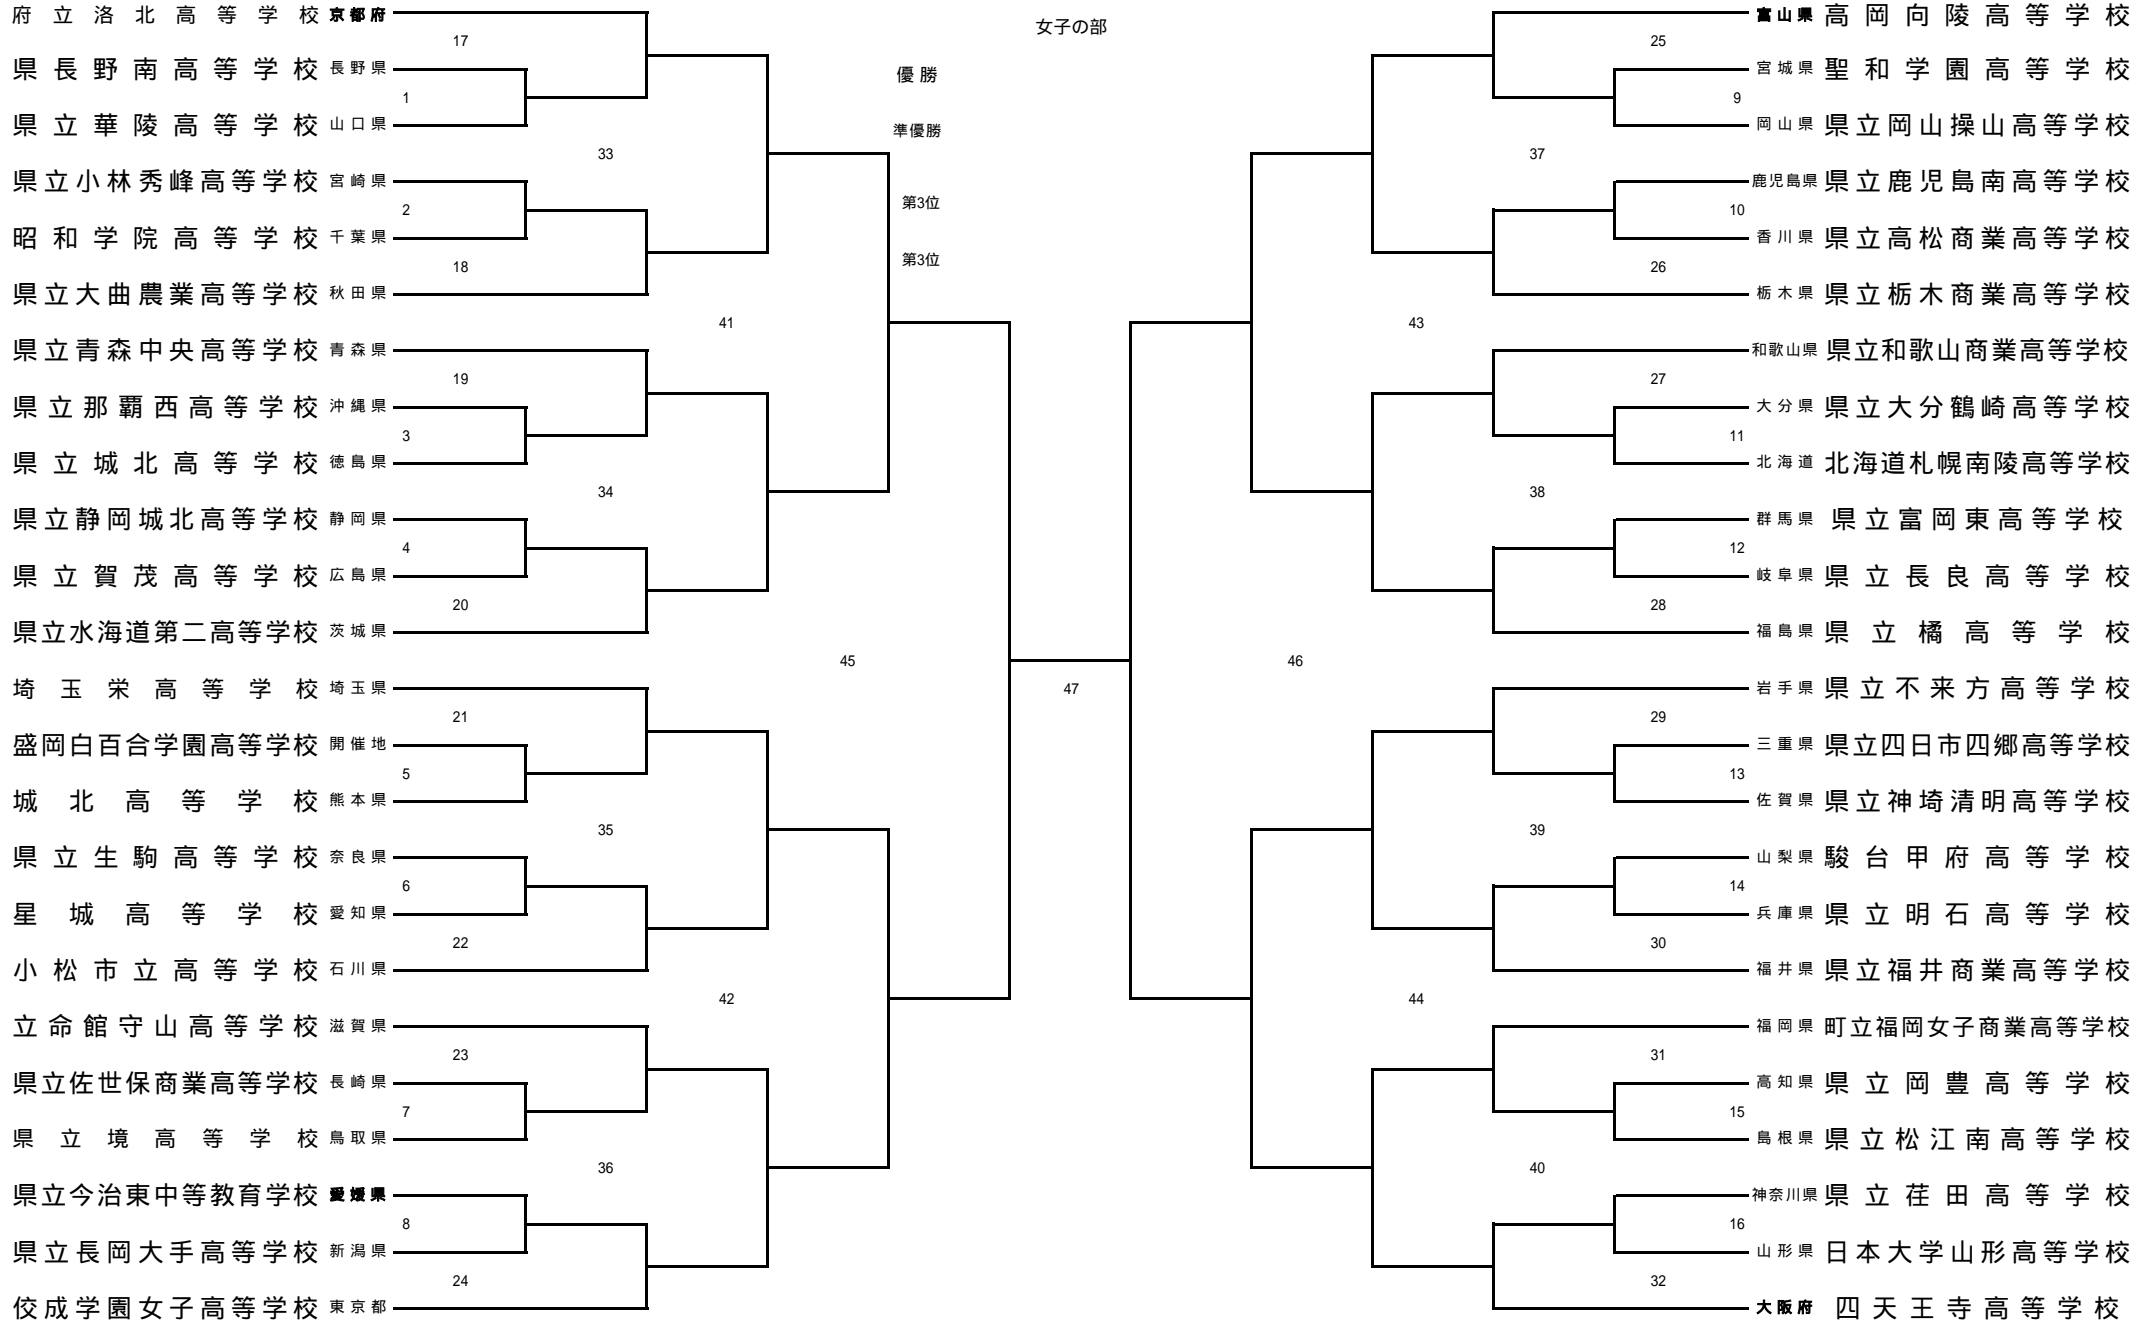 女子の部
優勝
準優勝
第3位
第3位
府立洛北高等学校 京都府
17
県長野南高等学校 長野県
1
県立華陵高等学校 山口県
33
県立小林秀峰高等学校 宮崎県
2
昭和学院高等学校 千葉県
18
県立大曲農業高等学校 秋田県
41
県立青森中央高等学校 青森県
19
県立那覇西高等学校 沖縄県
3
県立城北高等学校 徳島県
34
県立静岡城北高等学校 静岡県
4
県立賀茂高等学校 広島県
20
県立水海道第二高等学校 茨城県
45
埼玉栄高等学校 埼玉県
21
盛岡白百合学園高等学校 開催地
5
城北高等学校 熊本県
35
県立生駒高等学校 奈良県
6
星城高等学校 愛知県
22
小松市立高等学校 石川県
42
立命館守山高等学校 滋賀県
23
県立佐世保商業高等学校 長崎県
7
県立境高等学校 鳥取県
36
県立今治東中等教育学校 愛媛県
8
県立長岡大手高等学校 新潟県
24
佼成学園女子高等学校 東京都
47
富山県 高岡向陵高等学校
25
宮城県 聖和学園高等学校
9
岡山県 県立岡山操山高等学校
37
鹿児島県 県立鹿児島南高等学校
10
香川県 県立高松商業高等学校
26
栃木県 県立栃木商業高等学校
43
和歌山県 県立和歌山商業高等学校
27
大分県 県立大分鶴崎高等学校
11
北海道 北海道札幌南陵高等学校
38
群馬県 県立富岡東高等学校
12
岐阜県 県立長良高等学校
28
福島県 県立橘高等学校
46
岩手県 県立不来方高等学校
29
三重県 県立四日市四郷高等学校
13
佐賀県 県立神埼清明高等学校
39
山梨県 駿台甲府高等学校
14
兵庫県 県立明石高等学校
30
福井県 県立福井商業高等学校
44
福岡県 町立福岡女子商業高等学校
31
高知県 県立岡豊高等学校
15
島根県 県立松江南高等学校
40
神奈川県 県立荏田高等学校
16
山形県 日本大学山形高等学校
32
大阪府 四天王寺高等学校